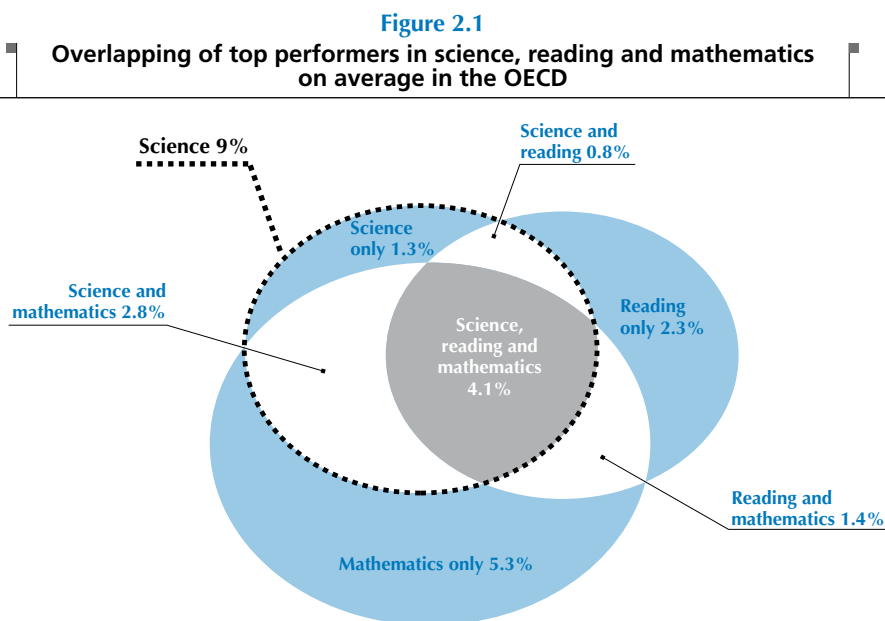 Figure 2.1
Overlapping of top performers in science, reading and mathematics
on average in the OECD
Science and
reading 0.8%
Science 9%
Science
only 1.3%
Science and
mathematics 2.8%
Reading
only 2.3%
Science,
reading and
mathematics
4.1%
Reading and
mathematics 1.4%
Mathematics only 5.3%